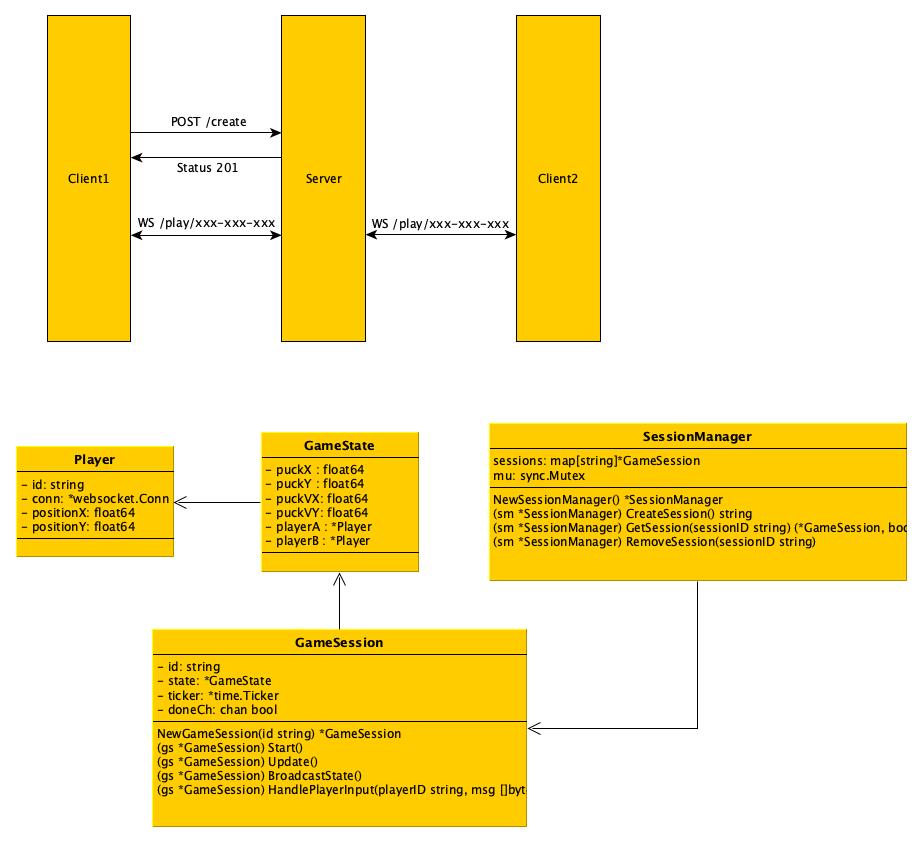 POST /create
Status 201
Client1
Server
Client2
WS /play/xxx-xxx-xxx
WS /play/xxx-xxx-xxx
Player
- id: string
- conn: *websocket.Conn
- positionX: float64
- positionY: float64
GameState
- puckX : float64
- puckY : float64
- puckVX: float64
- puckVY: float64
- playerA : *Player
- playerB : *Player
SessionManager
sessions: map[string]*GameSession
mu: sync.Mutex
NewSessionManager() *SessionManager
(sm *SessionManager) CreateSession() string
(sm *SessionManager) GetSession(sessionID string) (*GameSession, boo
(sm *SessionManager) RemoveSession(sessionID string)
GameSession
- id: string
- state: *GameState
- ticker: *time.Ticker
- doneCh: chan bool
NewGameSession(id string) *GameSession
(gs *GameSession) Start()
(gs *GameSession) Update()
(gs *GameSession) BroadcastState()
(gs *GameSession) HandlePlayerInput(playerID string, msg []byt